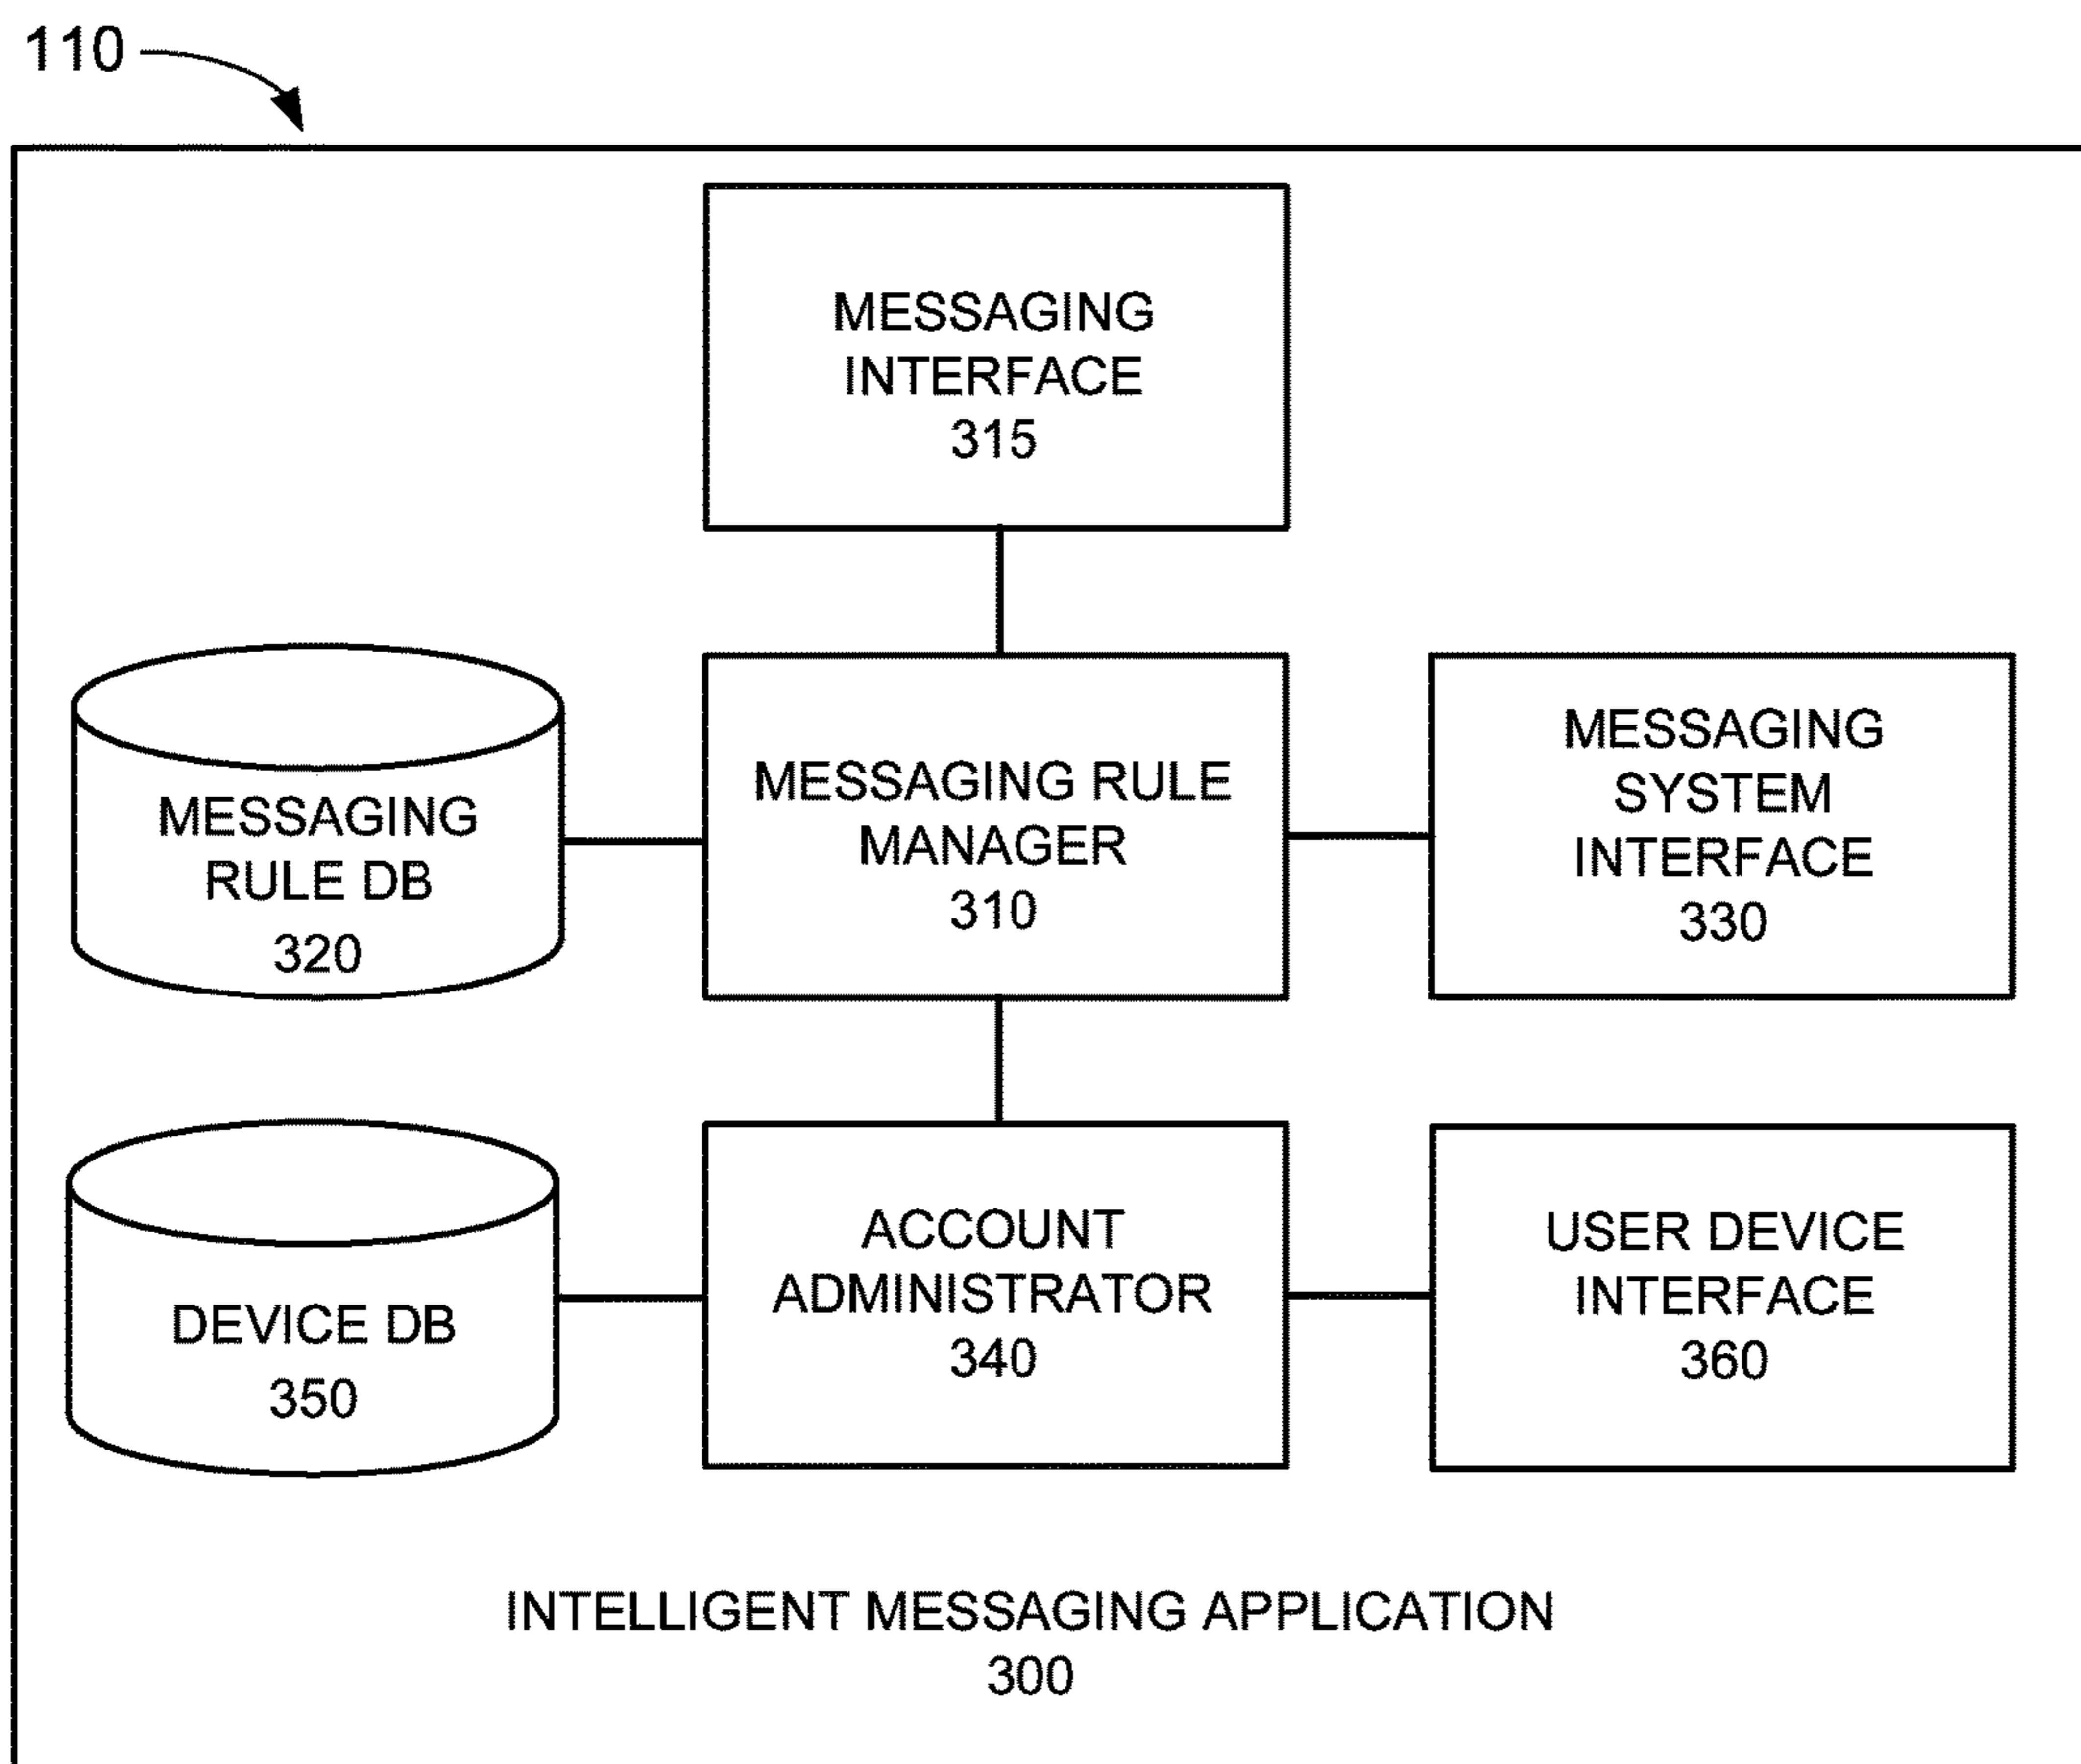 110
MESSAGING
INTERFACE
315
MESSAGING
RULE DB
320
MESSAGING RULE
MANAGER
310
MESSAGING
SYSTEM
INTERFACE
330
DEVICE DB
350
ACCOUNT
ADMINISTRATOR
340
USER DEVICE
INTERFACE
360
INTELLIGENT MESSAGING APPLICATION
300